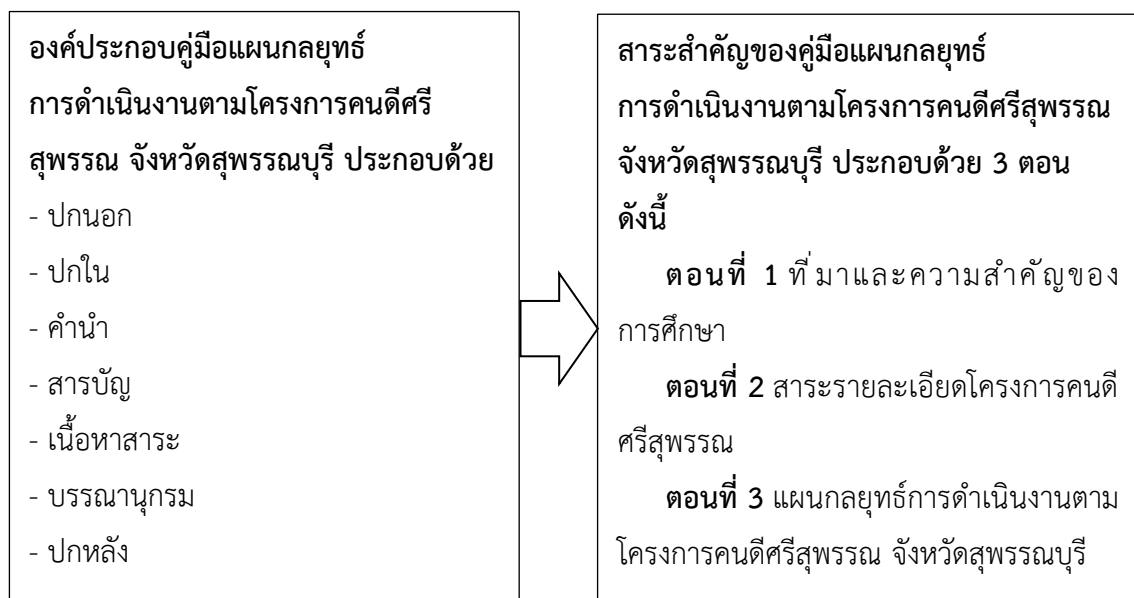 องค์ประกอบคู่มือแผนกลยุทธ์
การดำเนินงานตามโครงการคนดีศรี
สุพรรณ จังหวัดสุพรรณบุรี ประกอบด้วย
- ปกนอก
- ปกใน
- คำนำ
- สารบัญ
- เนื้อหาสาระ
- บรรณานุกรม
- ปกหลัง
สาระสำคัญของคู่มือแผนกลยุทธ์
การดำเนินงานตามโครงการคนดีศรีสุพรรณ
จังหวัดสุพรรณบุรี ประกอบด้วย 3 ตอน
ดังนี้
ตอนที่ 1 ที่มาและความสำคัญของ
การศึกษา
ตอนที่ 2 สาระรายละเอียดโครงการคนดี
ศรีสุพรรณ
ตอนที่ 3 แผนกลยุทธ์การดำเนินงานตาม
โครงการคนดีศรีสุพรรณ จังหวัดสุพรรณบุรี